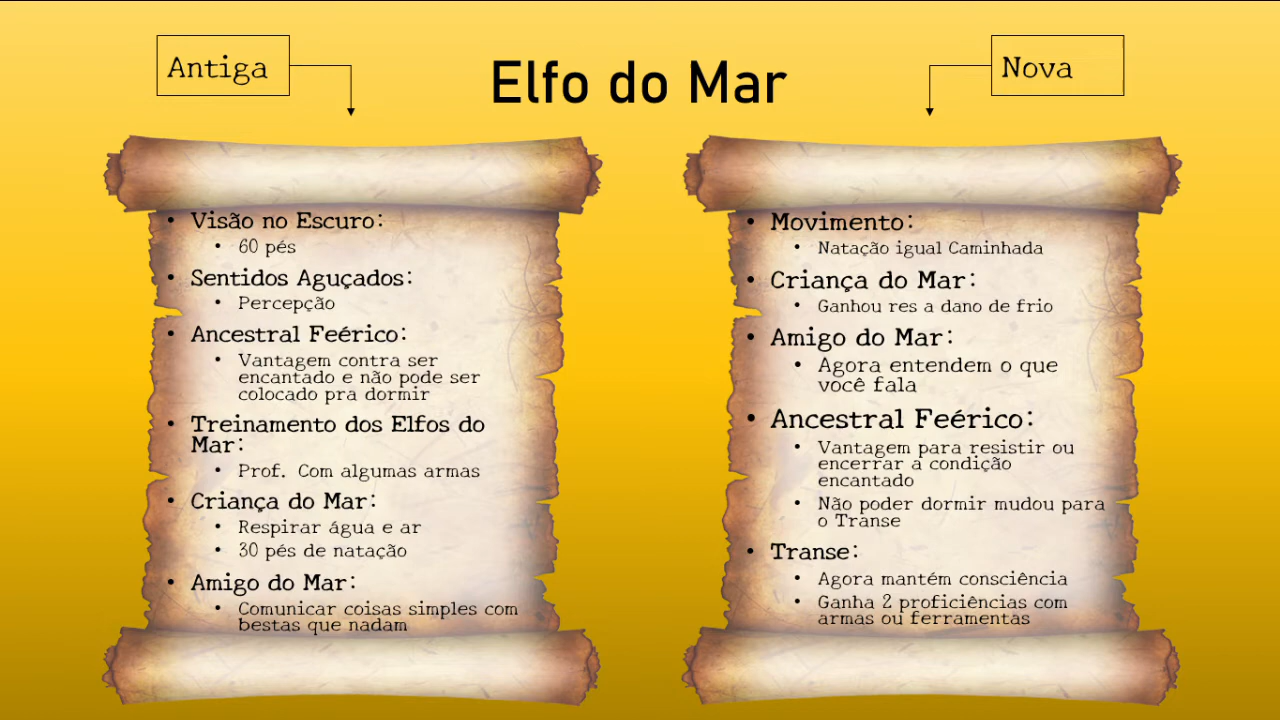 Antiga
Elfo do Mar
Nova
• Visão no Escuro:
• 60 pés
• Sentidos Aguçados:
• Percepção
• Ancestral Feérico:
• Vantagem contra ser
encantado e não pode ser
colocado pra dormir
• Treinamento dos Elfos do
Mar:
• Prof. Com algumas armas
• Criança do Mar:
• Respirar água e ar
• 30 pés de natação
• Amigo do Mar:
• Comunicar coisas simples com
bestas que nadam
• Movimento:
• Natação igual Caminhada
• Criança do Mar:
• Ganhou res a dano de frio
• Amigo do Mar:
• Agora entendem o que
você fala
• Ancestral Feérico:
• Vantagem para resistir ou
encerrar a condição
encantado
• Não poder dormir mudou para
o Transe
• Transe:
• Agora mantém consciência
• Ganha 2 proficiências com
armas ou ferramentas